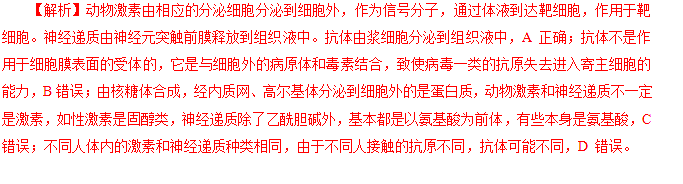 【解析】动物激素由相应的分泌细胞分泌到细胞外，作为信号分子，通过体液到达靶细胞，作用于靶
细胞。神经递质由神经元突触前膜释放到组织液中。抗体由浆细胞分泌到组织液中，A 正确；抗体不是作
用于细胞膜表面的受体的，它是与细胞外的病原体和毒素结合，致使病毒一类的抗原失去进入寄主细胞的
能力，B 错误；由核糖体合成，经内质网、高尔基体分泌到细胞外的是蛋白质，动物激素和神经递质不一定
是激素，如性激素是固醇类，神经递质除了乙酰胆碱外，基本都是以氨基酸为前体，有些本身是氨基酸，C
错误；不同人体内的激素和神经递质种类相同，由于不同人接触的抗原不同，抗体可能不同，D 错误。